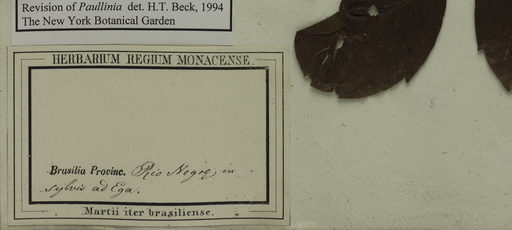 Revision of Paullinia det. H.T. Beck, 1994
The New York Botanical Garden
HERBARIUM REGIUM MONACENSE.
Brasilia Provinc. Rio Negro, in
sylvis ad Ega.
Martii iter brasiliense.